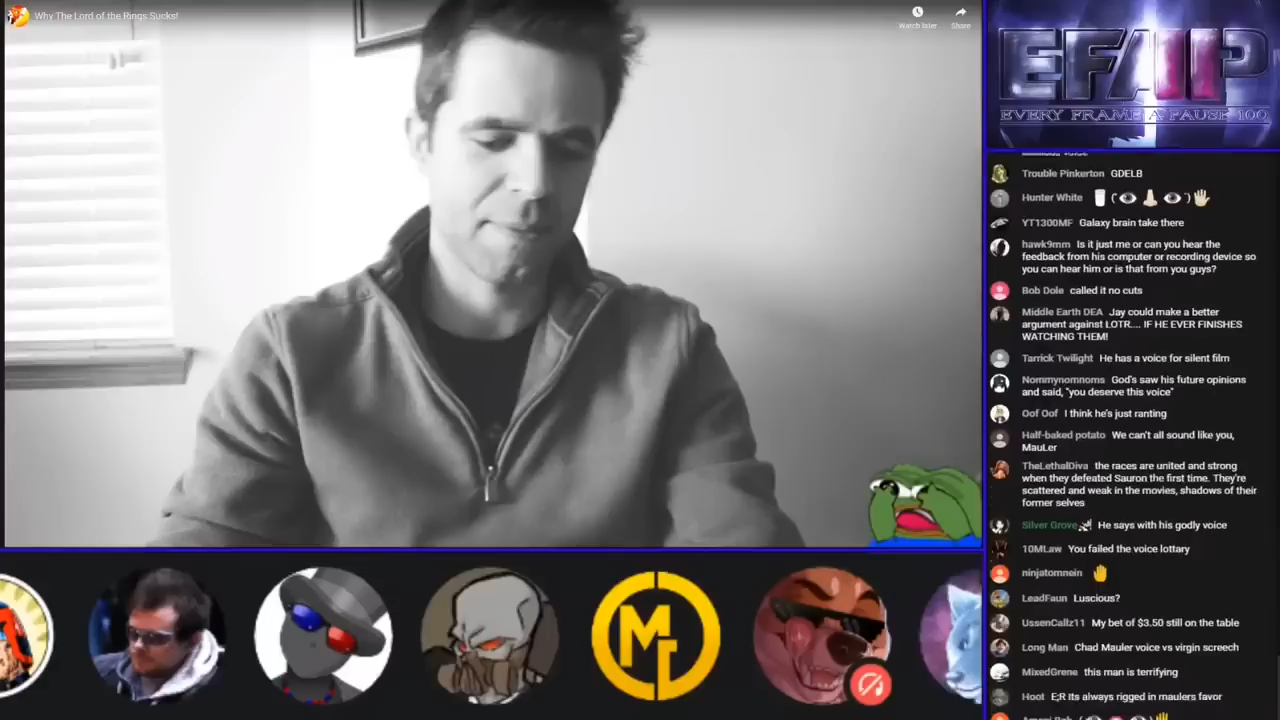 Why The Lord of the Rings Sucks!
Watch later
Share
EFAP
EVERY FRAME A PAUSE 100
Trouble Pinkerton GDELB
Hunter White 🥛 ( 👁 👃 👁 ) 🖐
YT1300MF Galaxy brain take there
hawk9mm Is it just me or can you hear the
feedback from his computer or recording device so
you can hear him or is that from you guys?
Bob Dole called it no cuts
Middle Earth DEA Jay could make a better
argument against LOTR.... IF HE EVER FINISHES
WATCHING THEM!
Tarrick Twilight He has a voice for silent film
Nommynomnoms God's saw his future opinions
and said, "you deserve this voice"
Oof Oof I think he's just ranting
Half-baked potato We can't all sound like you,
MauLer
TheLethalDiva the races are united and strong
when they defeated Sauron the first time. They're
scattered and weak in the movies, shadows of their
former selves
Silver Grove He says with his godly voice
10MLaw You failed the voice lottary
ninjatomnein 🤚
LeadFaun Luscious?
UssenCallz11 My bet of $3.50 still on the table
Long Man Chad Mauler voice vs virgin screech
MixedGrene this man is terrifying
Hoot E;R Its always rigged in maulers favor